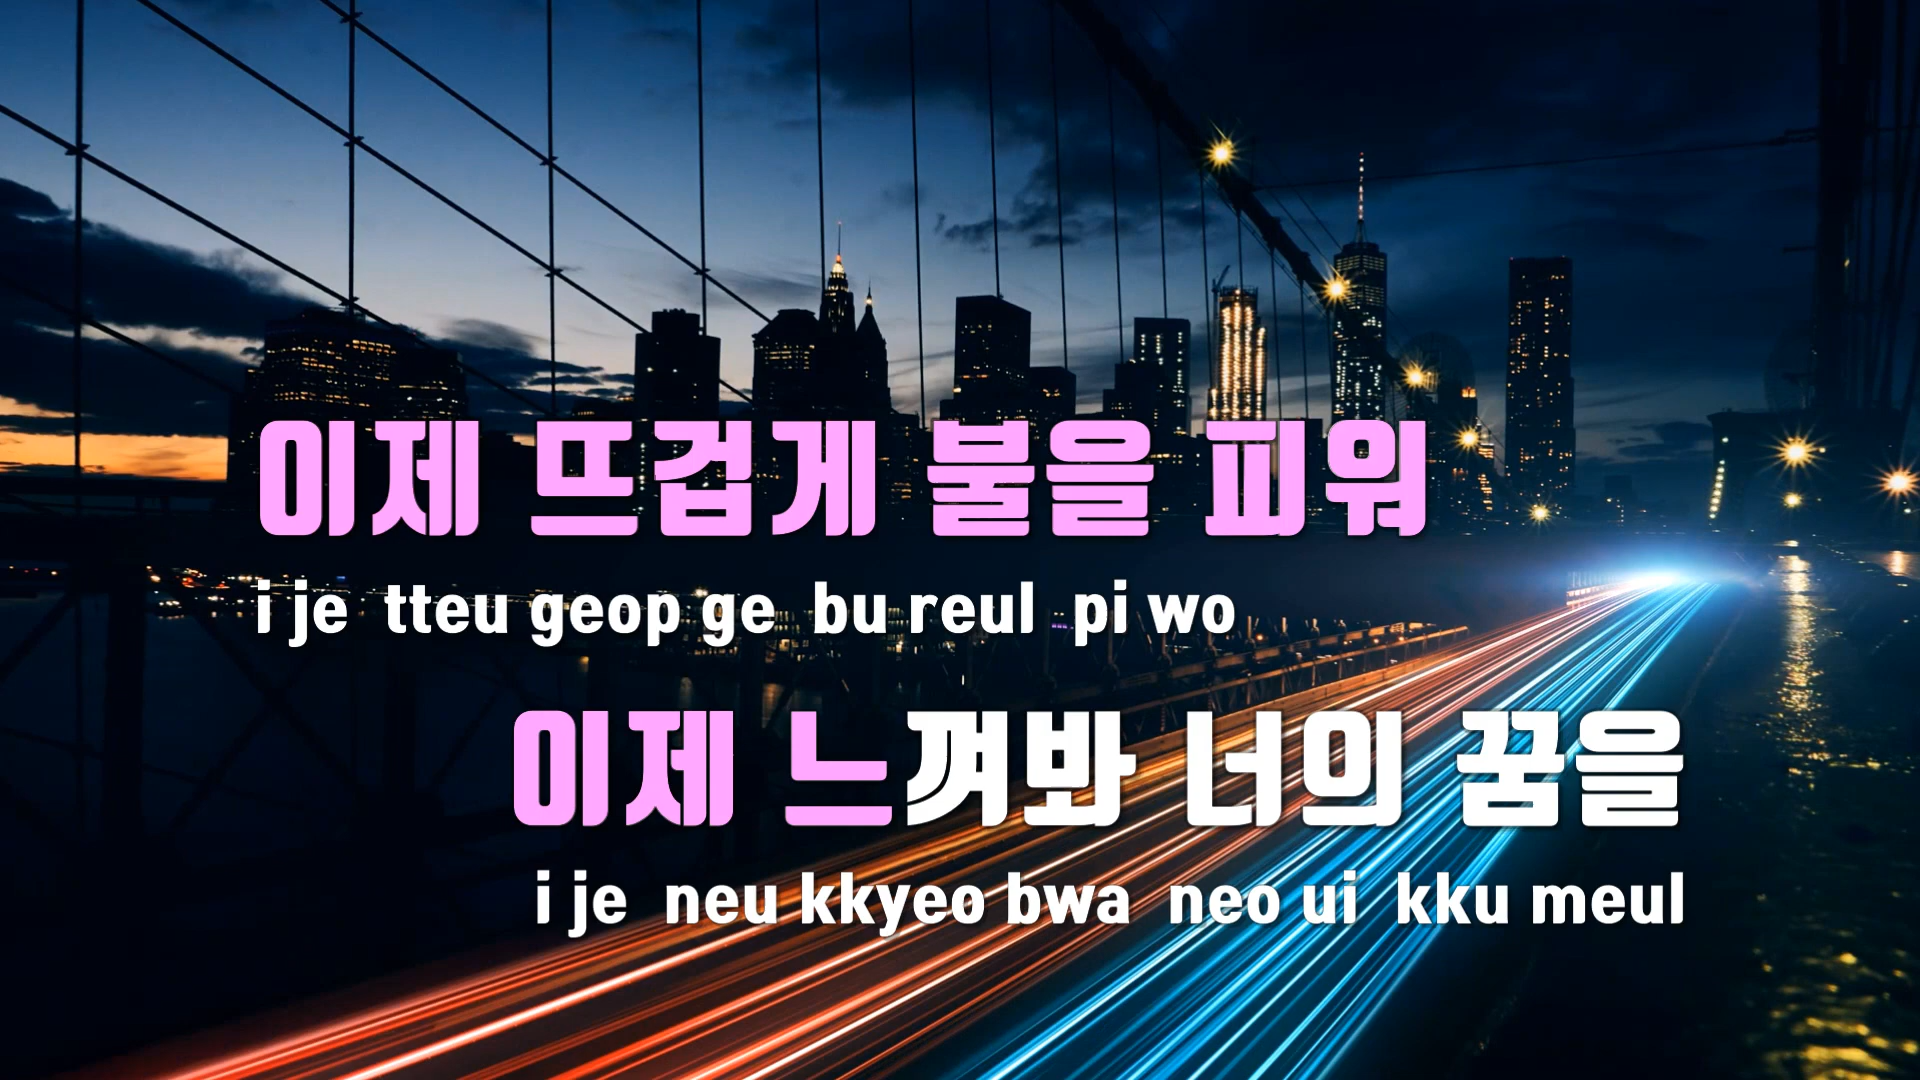 이제 뜨겁게 불을 피워
i je tteu geop ge bu reul pi wo
이제 느껴봐 너의 꿈을
i je neu kkyeo bwa neo ui kku meul